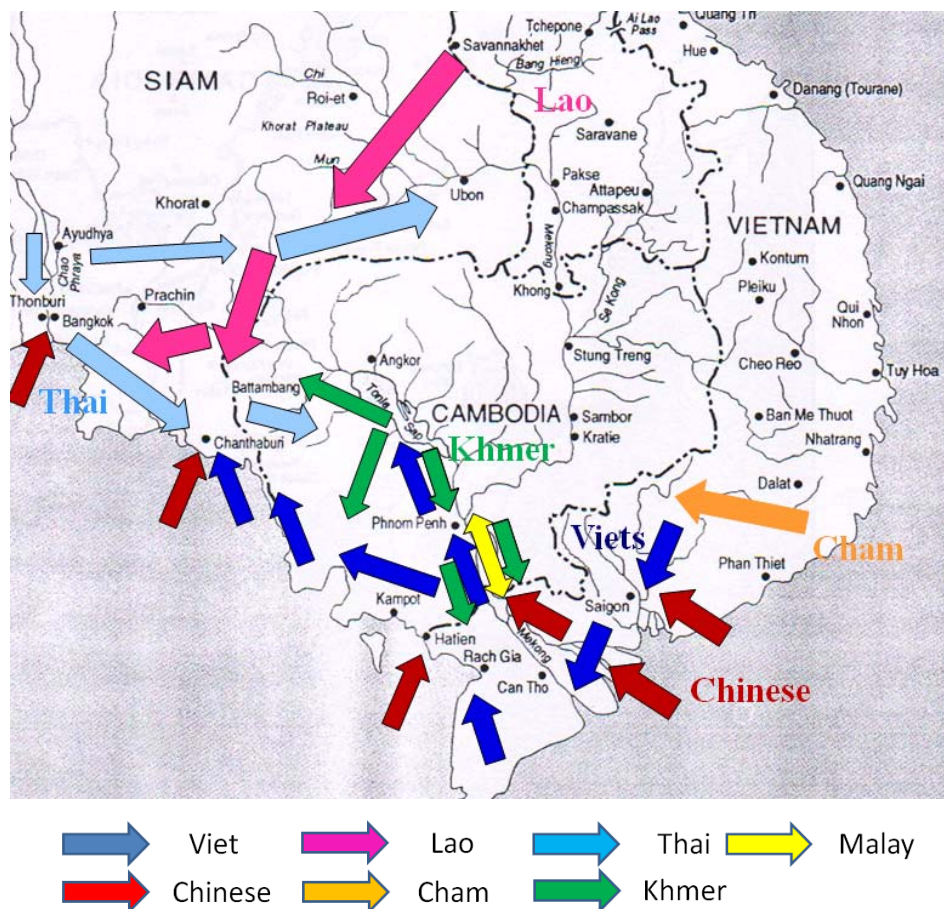 Quang Tri
Tchepone
Ai Lao
Pass
Savannakhet
Hue
Bang Hieng
SIAM
Chi
Lao
Danang (Tourane)
Roi-et
Khorat Plateau
Saravane
Mun
Ubon
Pakse
Quang Ngai
Attapeu
Khorat
Champassak
VIETNAM
Ayudhya
Chao
Phraya
Mekong
Kontum
Khong
Se Kong
Pleiku
Thonburi
Prachin
Qui
Nhon
Bangkok
Stung Treng
Angkor
Cheo Reo
Tuy Hoa
Thai
Battambang
Tonle
Sap
CAMBODIA
Sambor
Ban Me Thuot
Kratie
Chanthaburi
Khmer
Nhatrang
Dalat
Phnom Penh
Viets
Cham
Phan Thiet
Kampot
Saigon
Hatien
Mekong
Rach Gia
Can Tho
Chinese
Viet
Lao
Thai
Malay
Chinese
Cham
Khmer